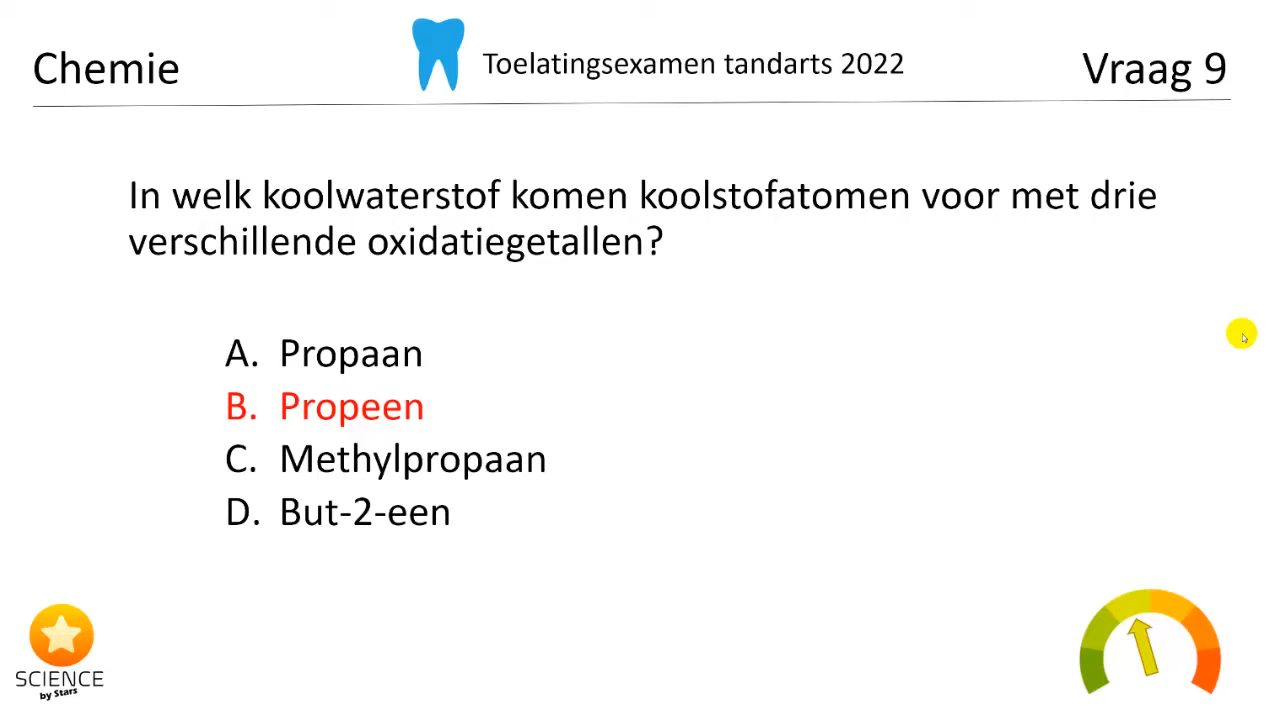 Chemie
Toelatingsexamen tandarts 2022
Vraag 9
In welk koolwaterstof komen koolstofatomen voor met drie
verschillende oxidatiegetallen?
A. Propaan
B. Propeen
C. Methylpropaan
D. But-2-een
SCIENCE
by Stars